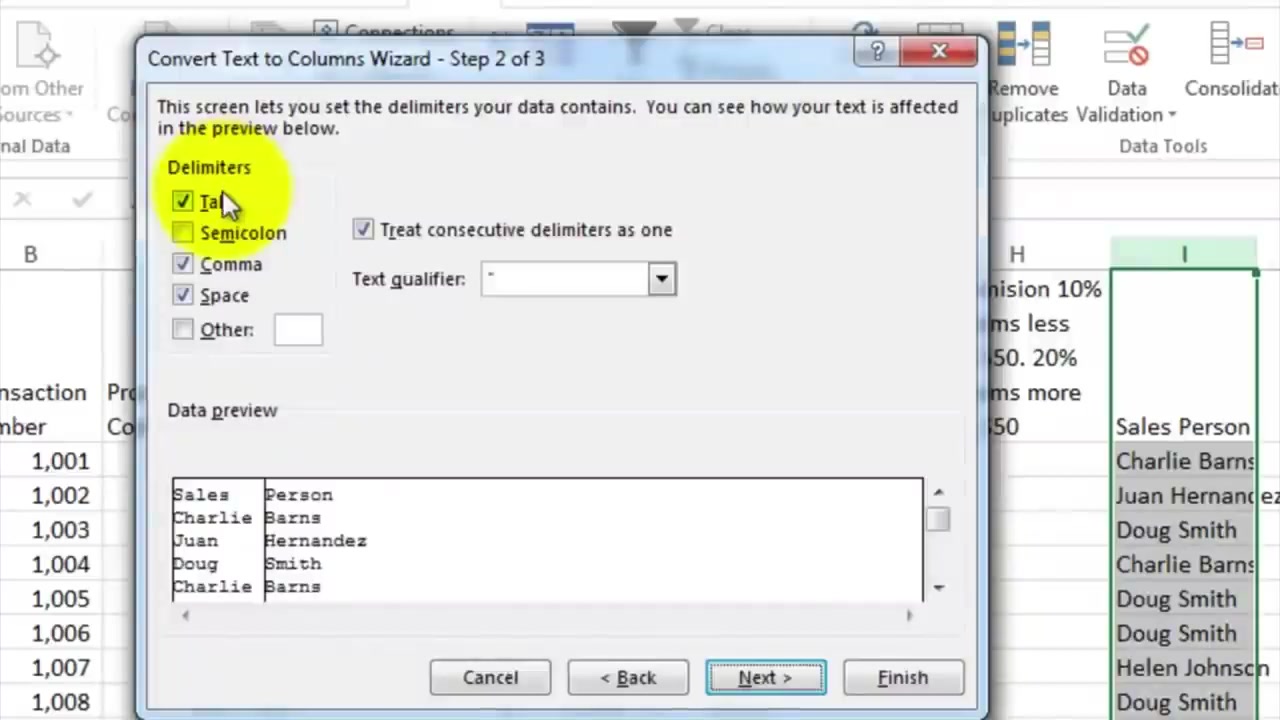 Connections
Convert Text to Columns Wizard - Step 2 of 3
?
om Other
ources
Remove
uplicates
Data
Validation
Consolidat
nal Data
Data Tools
This screen lets you set the delimiters your data contains. You can see how your text is affected
in the preview below.
Delimiters
Semicolon
Comma
Space
Other:
Treat consecutive delimiters as one
Text qualifier: "
Data preview
Sales Person
Charlie Barns
Juan Hernandez
Doug Smith
Charlie Barns
Cancel
< Back
Next >
Finish
B
H
I
nsaction
mber
Pro
Co
mision 10%
ms less
50. 20%
ms more
50
Sales Person
1,001
Charlie Barns
1,002
Juan Hernandez
1,003
Doug Smith
1,004
Charlie Barns
1,005
Doug Smith
1,006
Doug Smith
1,007
Helen Johnson
1,008
Doug Smith